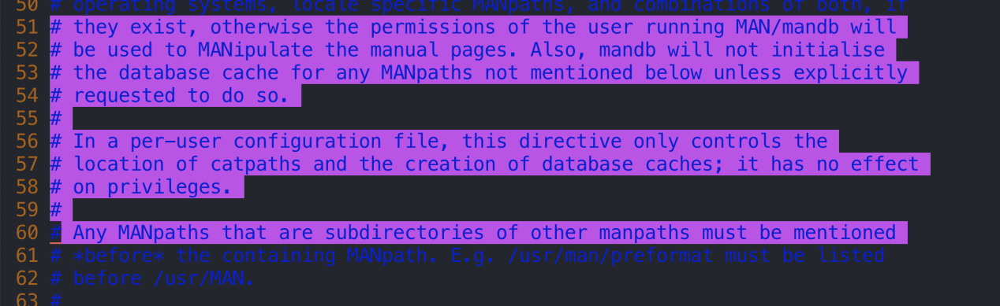 50 # operating systems, locale specific MANpaths, and combinations of both, if
51 # they exist, otherwise the permissions of the user running MAN/mandb will
52 # be used to MANipulate the manual pages. Also, mandb will not initialise
53 # the database cache for any MANpaths not mentioned below unless explicitly
54 # requested to do so.
55 #
56 # In a per-user configuration file, this directive only controls the
57 # location of catpaths and the creation of database caches; it has no effect
58 # on privileges.
59 #
60 # Any MANpaths that are subdirectories of other manpaths must be mentioned
61 # *before* the containing MANpath. E.g. /usr/man/preformat must be listed
62 # before /usr/MAN.
63 #